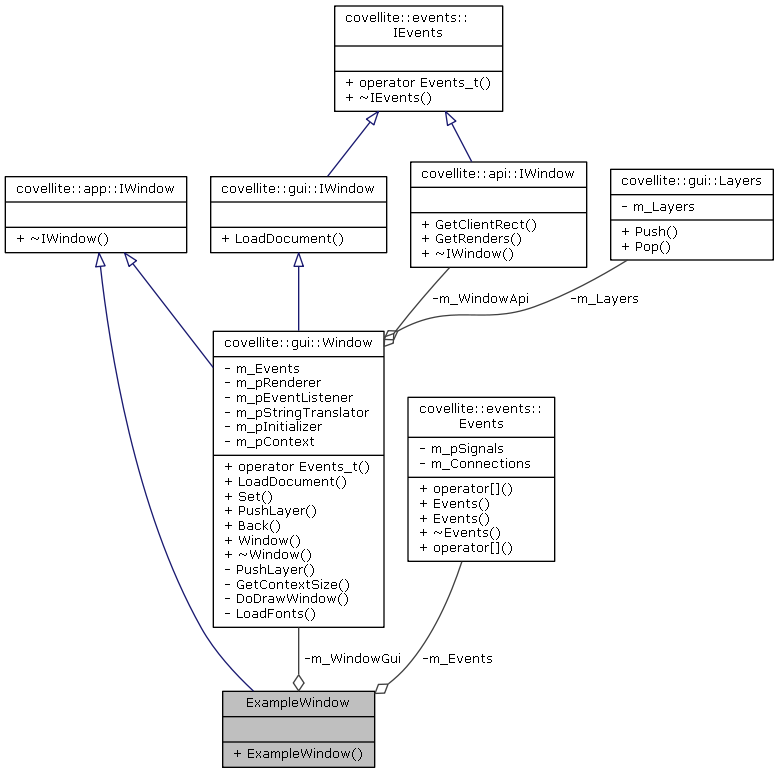 covellite::events::
IEvents
+ operator Events_t()
+ ~IEvents()
covellite::app::IWindow
+ ~IWindow()
covellite::gui::IWindow
+ LoadDocument()
covellite::api::IWindow
+ GetClientRect()
+ GetRenders()
+ ~IWindow()
covellite::gui::Layers
- m_Layers
+ Push()
+ Pop()
-m_WindowApi
-m_Layers
covellite::gui::Window
- m_Events
- m_pRenderer
- m_pEventListener
- m_pStringTranslator
- m_pInitializer
- m_pContext
+ operator Events_t()
+ LoadDocument()
+ Set()
+ PushLayer()
+ Back()
+ Window()
+ ~Window()
- PushLayer()
- GetContextSize()
- DoDrawWindow()
- LoadFonts()
covellite::events::
Events
- m_pSignals
- m_Connections
+ operator[]()
+ Events()
+ Events()
+ ~Events()
+ operator[]()
-m_WindowGui
-m_Events
ExampleWindow
+ ExampleWindow()